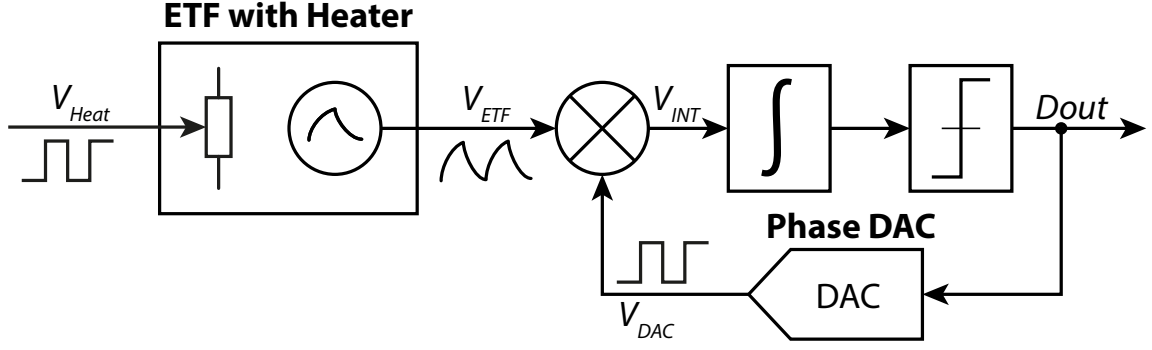 ETF with Heater
V_Heat
V_ETF
V_INT
∫
Dout
Phase DAC
DAC
V_DAC